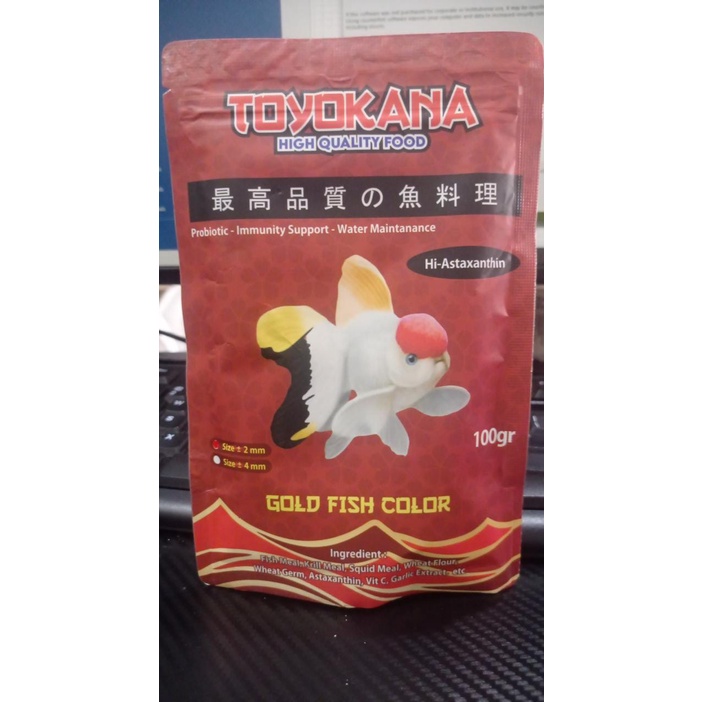 TOYOKANA
HIGH QUALITY FOOD
最高品質の魚料理
Probiotic - Immunity Support - Water Maintanance
Hi-Astaxanthin
100gr
Size ± 2 mm
Size ± 4 mm
GOLD FISH COLOR
Ingredient :
Fish Meal, Krill Meal, Squid Meal, Wheat Flour,
Wheat Germ, Astaxanthin, Vit C. Garlic Extract, etc